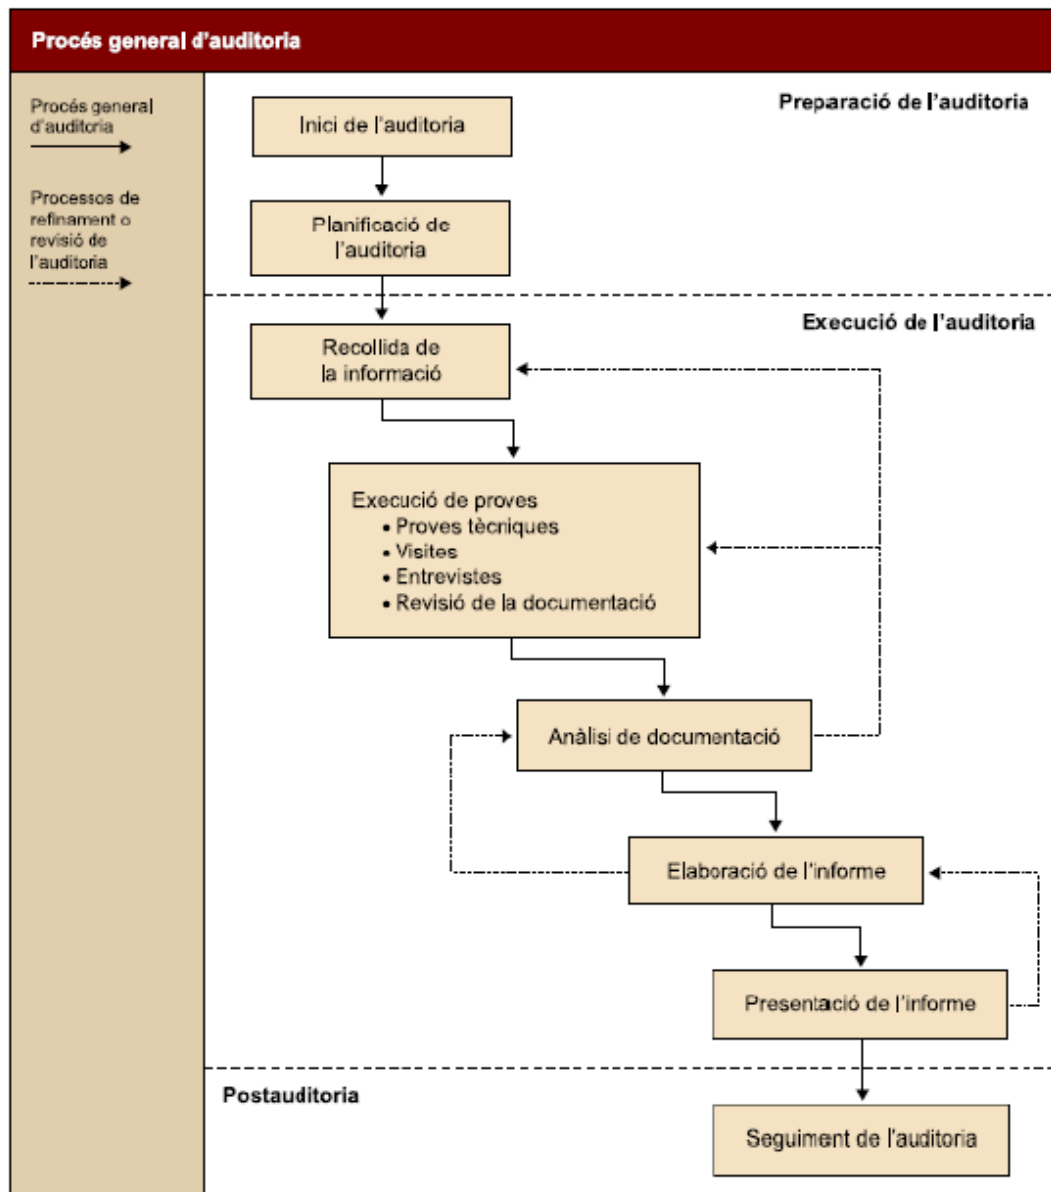 Procés general d'auditoria
Procés general
d'auditoria
Processos de
refinament o
revisió de
l'auditoria
Preparació de l'auditoria
Inici de l'auditoria
Planificació de
l'auditoria
Execució de l'auditoria
Recollida de
la informació
Execució de proves
• Proves tècniques
• Visites
• Entrevistes
• Revisió de la documentació
Anàlisi de documentació
Elaboració de l'informe
Presentació de l'informe
Postauditoria
Seguiment de l'auditoria